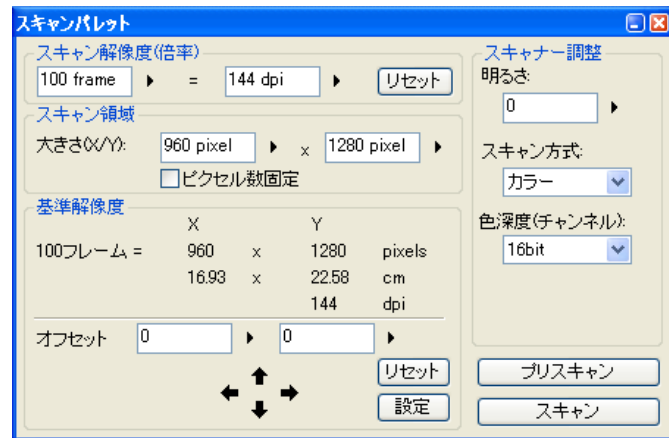 スキャンパレット
スキャン解像度(倍率)
100 frame = 144 dpi リセット
スキャン領域
大きさ(X/Y): 960 pixel x 1280 pixel
ピクセル数固定
基準解像度
X Y
100フレーム = 960 x 1280 pixels
16.93 x 22.58 cm
144 dpi
オフセット 0 0
リセット
設定
スキャナー調整
明るさ:
0
スキャン方式:
カラー
色深度(チャンネル):
16bit
プリスキャン
スキャン